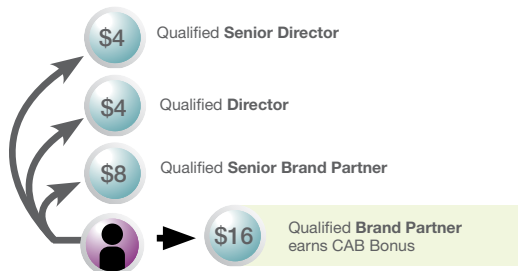 $4 Qualified Senior Director
$4 Qualified Director
$8 Qualified Senior Brand Partner
$16 Qualified Brand Partner
earns CAB Bonus